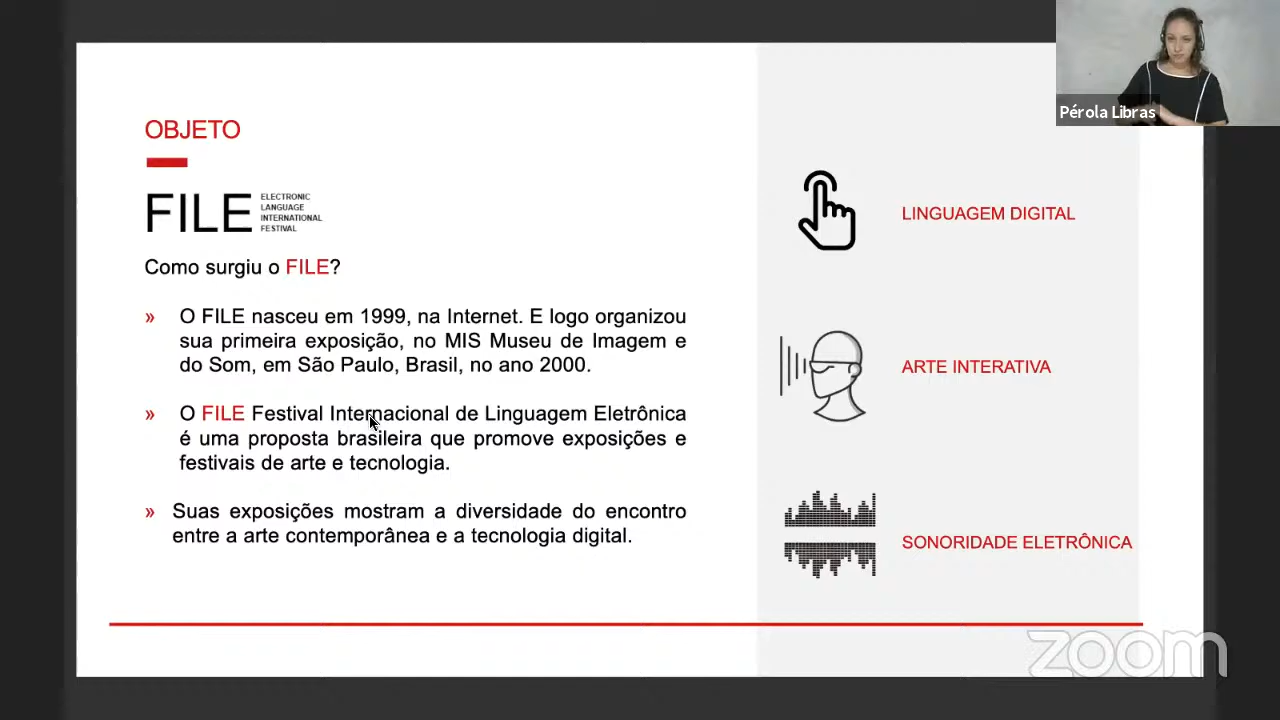 OBJETO
FILE
ELECTRONIC
LANGUAGE
INTERNATIONAL
FESTIVAL
Como surgiu o FILE?
» O FILE nasceu em 1999, na Internet. E logo organizou
sua primeira exposição, no MIS Museu de Imagem e
do Som, em São Paulo, Brasil, no ano 2000.
» O FILE Festival Internacional de Linguagem Eletrônica
é uma proposta brasileira que promove exposições e
festivais de arte e tecnologia.
» Suas exposições mostram a diversidade do encontro
entre a arte contemporânea e a tecnologia digital.
LINGUAGEM DIGITAL
ARTE INTERATIVA
SONORIDADE ELETRÔNICA
Pérola Libras
zoom